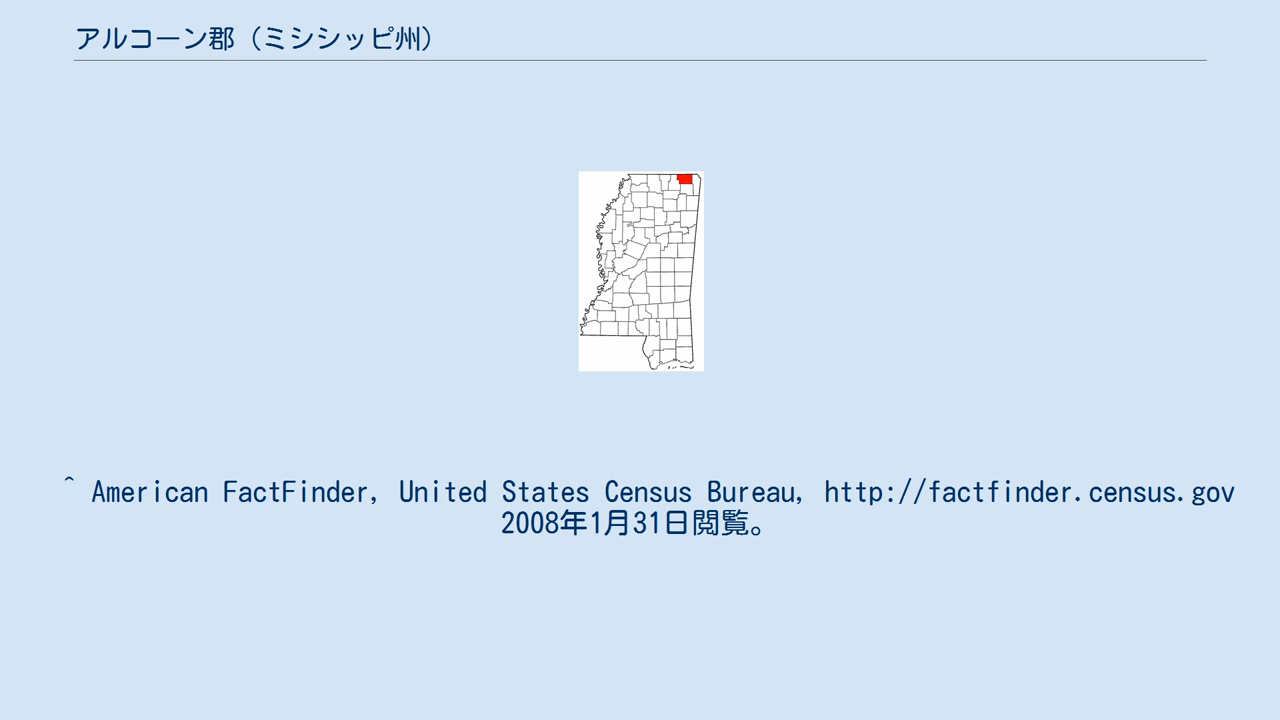 アルコーン郡（ミシシッピ州）
^ American FactFinder, United States Census Bureau, http://factfinder.census.gov
2008年1月31日閲覧。